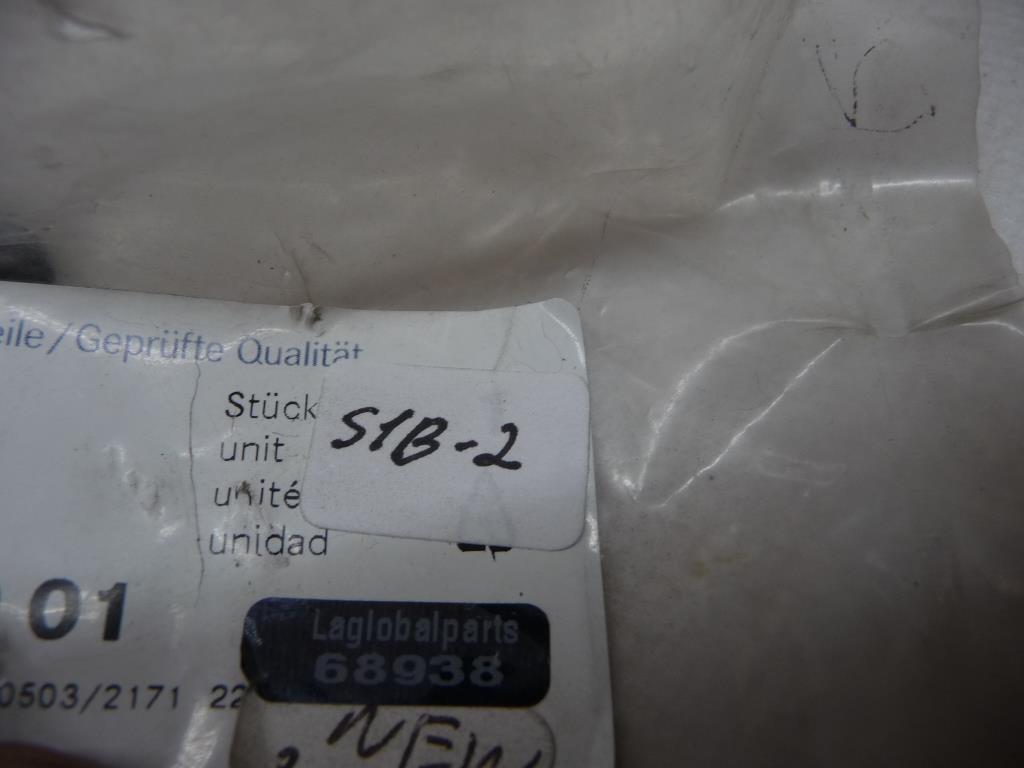 eile/Geprüfte Qualität
Stück
unit
unité
unidad
S1B-2
01
Laglobalparts
68938
0503/2171 22
NEW